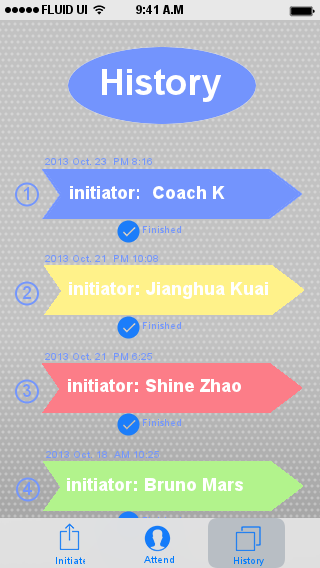 FLUID UI 9:41 A.M
History
2013 Oct. 23 PM 8:16
1 initiator: Coach K
Finished
2013 Oct. 21 PM 10:08
2 initiator: Jianghua Kuai
Finished
2013 Oct. 21 PM 6:25
3 initiator: Shine Zhao
Finished
2013 Oct. 18 AM 10:25
4 initiator: Bruno Mars
Initiate Attend History